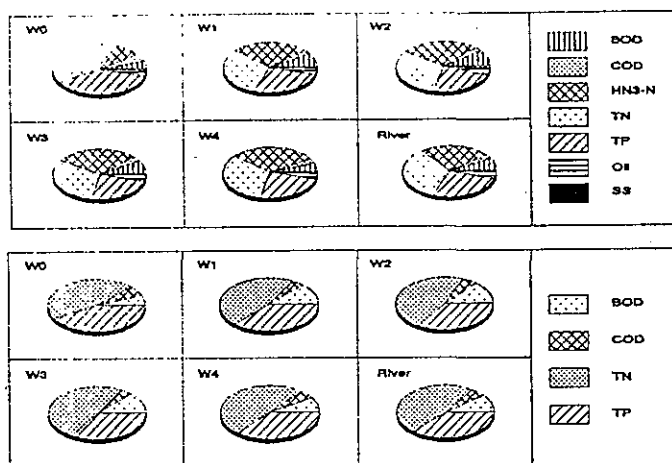 W0 W1 W2
BOD
COD
HN3-N
TN
W3 W4 River
TP
Oil
SS
W0 W1 W2
BOD
COD
W3 W4 River
TN
TP